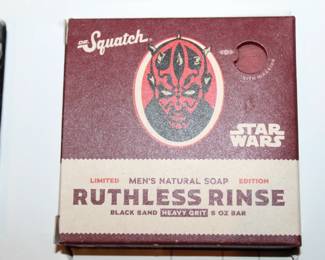 DR. Squatch
STAR
WARS
LIMITED MEN'S NATURAL SOAP EDITION
RUTHLESS RINSE
BLACK SAND HEAVY GRIT 5 OZ BAR